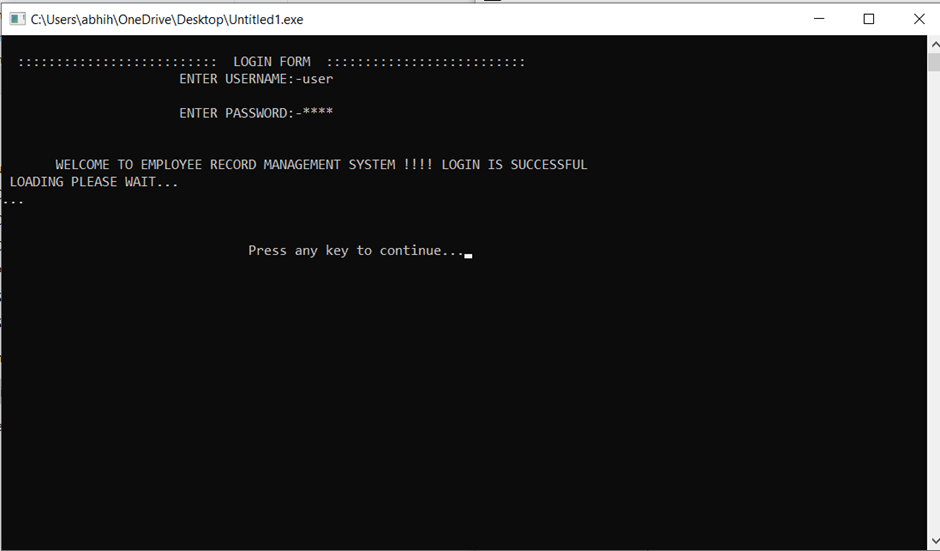 C:\Users\abhih\OneDrive\Desktop\Untitled1.exe
:::::::::::::::::::::::::: LOGIN FORM ::::::::::::::::::::::::::
ENTER USERNAME:-user
ENTER PASSWORD:-****
WELCOME TO EMPLOYEE RECORD MANAGEMENT SYSTEM !!!! LOGIN IS SUCCESSFUL
LOADING PLEASE WAIT...
...
Press any key to continue...